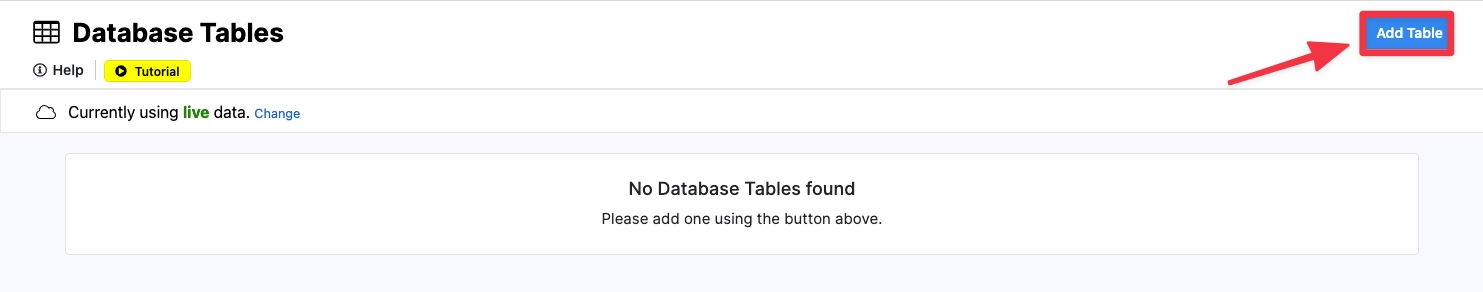 Database Tables
Add Table
Help
Tutorial
Currently using live data. Change
No Database Tables found
Please add one using the button above.